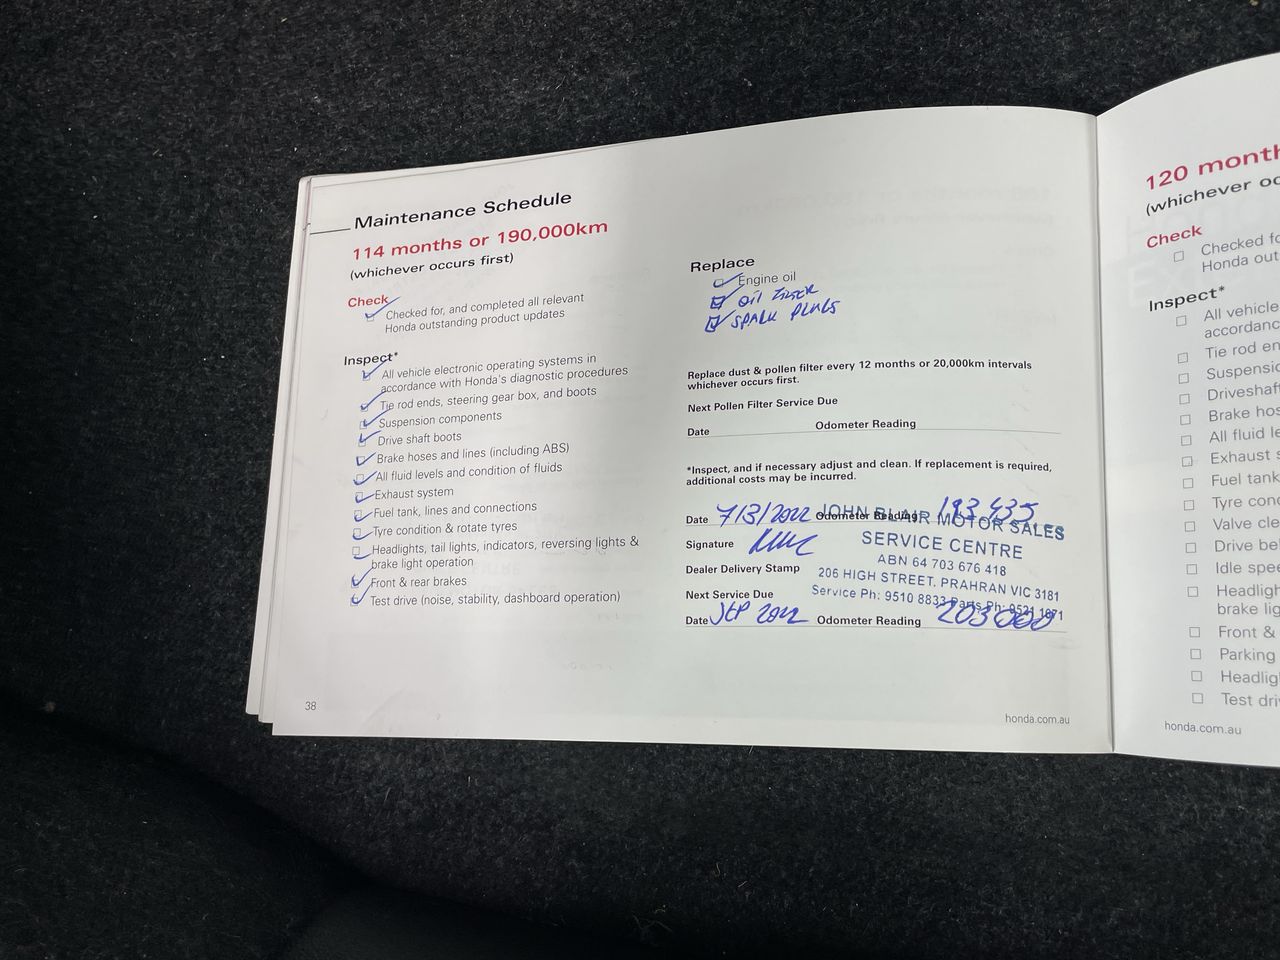 Maintenance Schedule
114 months or 190,000km
(whichever occurs first)
Check
Checked for, and completed all relevant
Honda outstanding product updates
Inspect*
All vehicle electronic operating systems in
accordance with Honda's diagnostic procedures
Tie rod ends, steering gear box, and boots
Suspension components
Drive shaft boots
Brake hoses and lines (including ABS)
All fluid levels and condition of fluids
Exhaust system
Fuel tank, lines and connections
Tyre condition & rotate tyres
Headlights, tail lights, indicators, reversing lights &
brake light operation
Front & rear brakes
Test drive (noise, stability, dashboard operation)
38
Replace
Engine oil
OIL FILTER
SPARK PLUGS
Replace dust & pollen filter every 12 months or 20,000km intervals
whichever occurs first.
Next Pollen Filter Service Due
Date Odometer Reading
*Inspect, and if necessary adjust and clean. If replacement is required,
additional costs may be incurred.
Date 7/3/2022 Odometer Reading 193,435
JOHN BLAIR MOTOR SALES
Signature
SERVICE CENTRE
ABN 64 703 676 418
Dealer Delivery Stamp
206 HIGH STREET, PRAHRAN VIC 3181
Next Service Due
Service Ph: 9510 8833 Parts Ph: 9521 1071
Date SEP 2022 Odometer Reading 203000
honda.com.au
120 month
(whichever oc
Check
Checked fo
Honda out
Inspect*
All vehicle
accordanc
Tie rod en
Suspensio
Driveshaf
Brake hos
All fluid le
Exhaust s
Fuel tank
Tyre cond
Valve cle
Drive bel
Idle spee
Headligh
brake lig
Front &
Parking
Headlig
Test dri
honda.com.au